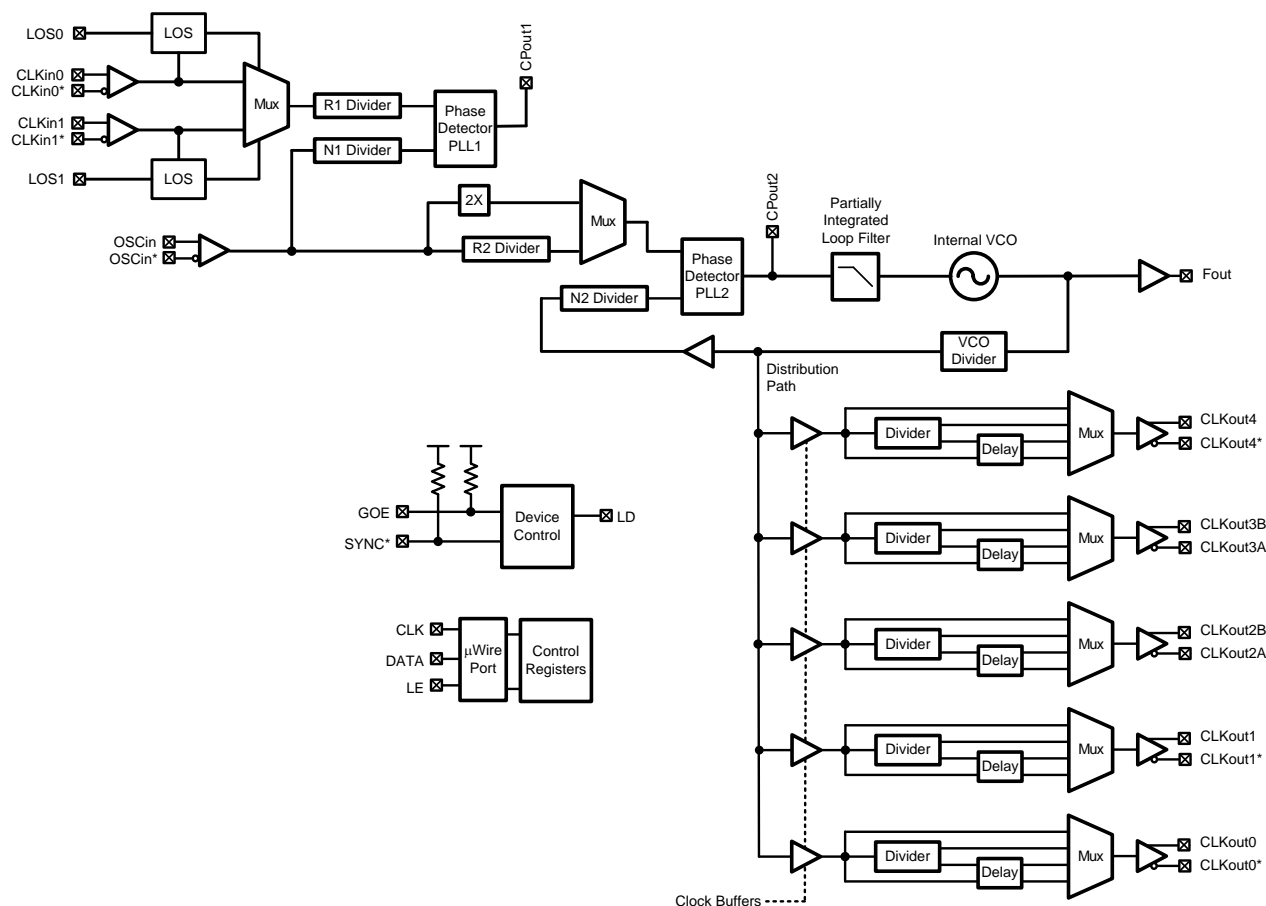 LOS0
LOS
CPout1
CLKin0
CLKin0*
Mux
R1 Divider
Phase
Detector
PLL1
CLKin1
CLKin1*
N1 Divider
LOS1
LOS
2X
Mux
CPout2
Partially
Integrated
Loop Filter
Internal VCO
OSCin
OSCin*
R2 Divider
Phase
Detector
PLL2
Fout
N2 Divider
VCO
Divider
Distribution
Path
Divider
Delay
Mux
CLKout4
CLKout4*
GOE
SYNC*
Device
Control
LD
Divider
Delay
Mux
CLKout3B
CLKout3A
CLK
DATA
LE
µWire
Port
Control
Registers
Divider
Delay
Mux
CLKout2B
CLKout2A
Divider
Delay
Mux
CLKout1
CLKout1*
Divider
Delay
Mux
CLKout0
CLKout0*
Clock Buffers